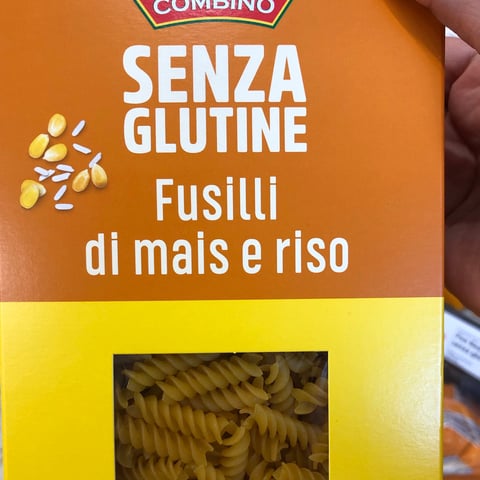 COMBINO
SENZA
GLUTINE
Fusilli
di mais e riso